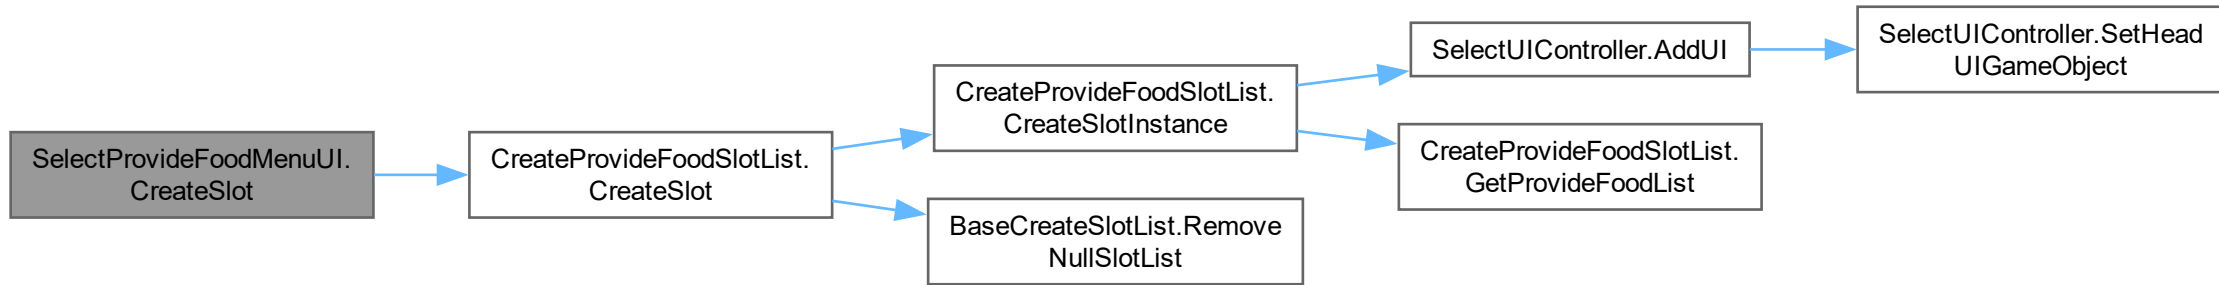 SelectProvideFoodMenuUI.
CreateSlot
CreateProvideFoodSlotList.
CreateSlot
CreateProvideFoodSlotList.
CreateSlotInstance
SelectUIController.AddUI
SelectUIController.SetHead
UIGameObject
CreateProvideFoodSlotList.
GetProvideFoodList
BaseCreateSlotList.Remove
NullSlotList